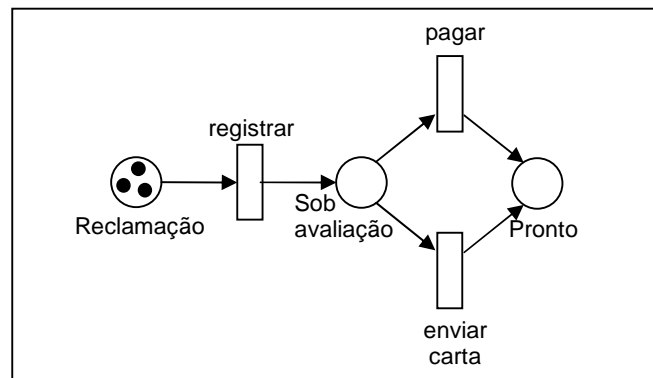 pagar
registrar
Reclamação
Sob
avaliação
Pronto
enviar
carta